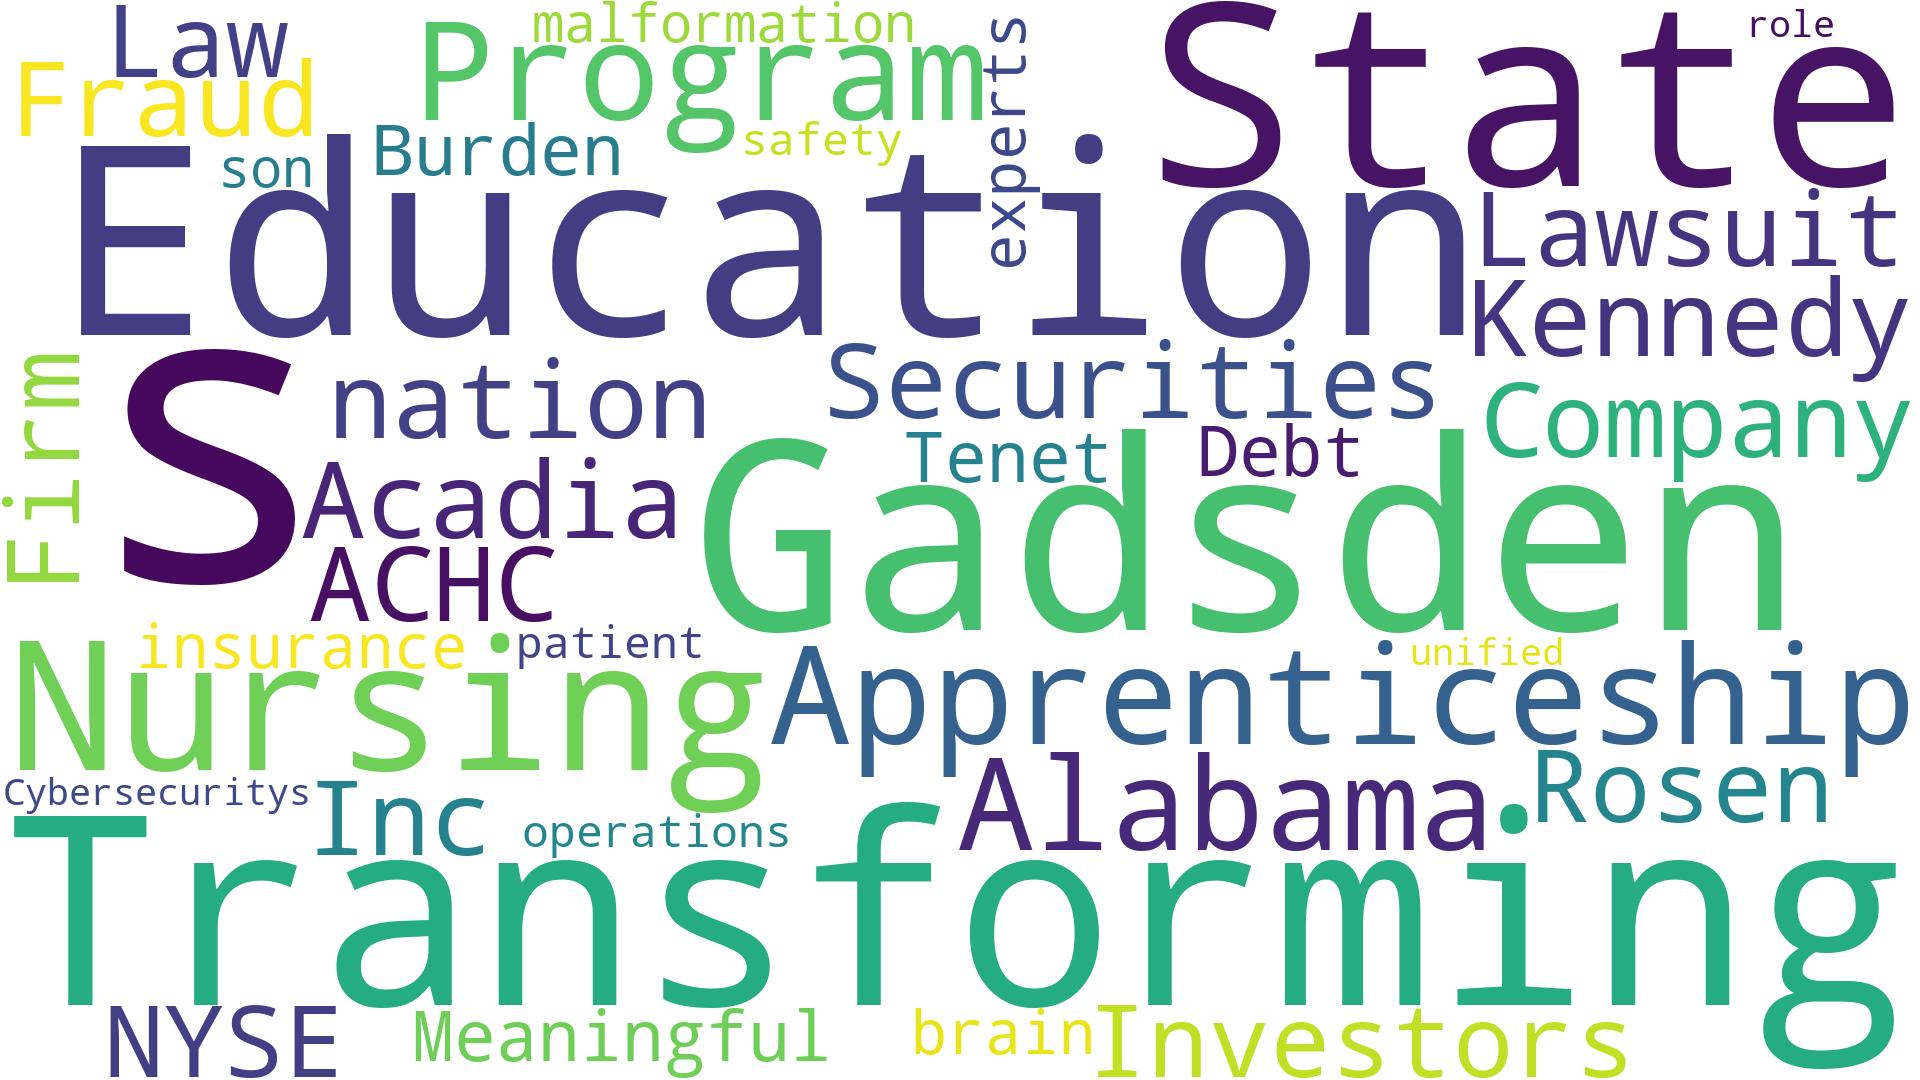 Law
malformation
Program
State
role
Fraud
experts
son
Burden
safety
Education
Lawsuit
Kennedy
Firm
S
nation
Securities
Company
Tenet
Debt
Acadia
Gadsden
ACHC
insurance
patient
unified
Nursing
Apprenticeship
Cybersecuritys
Inc
operations
Alabama
Rosen
Transforming
NYSE
Meaningful
brain
Investors